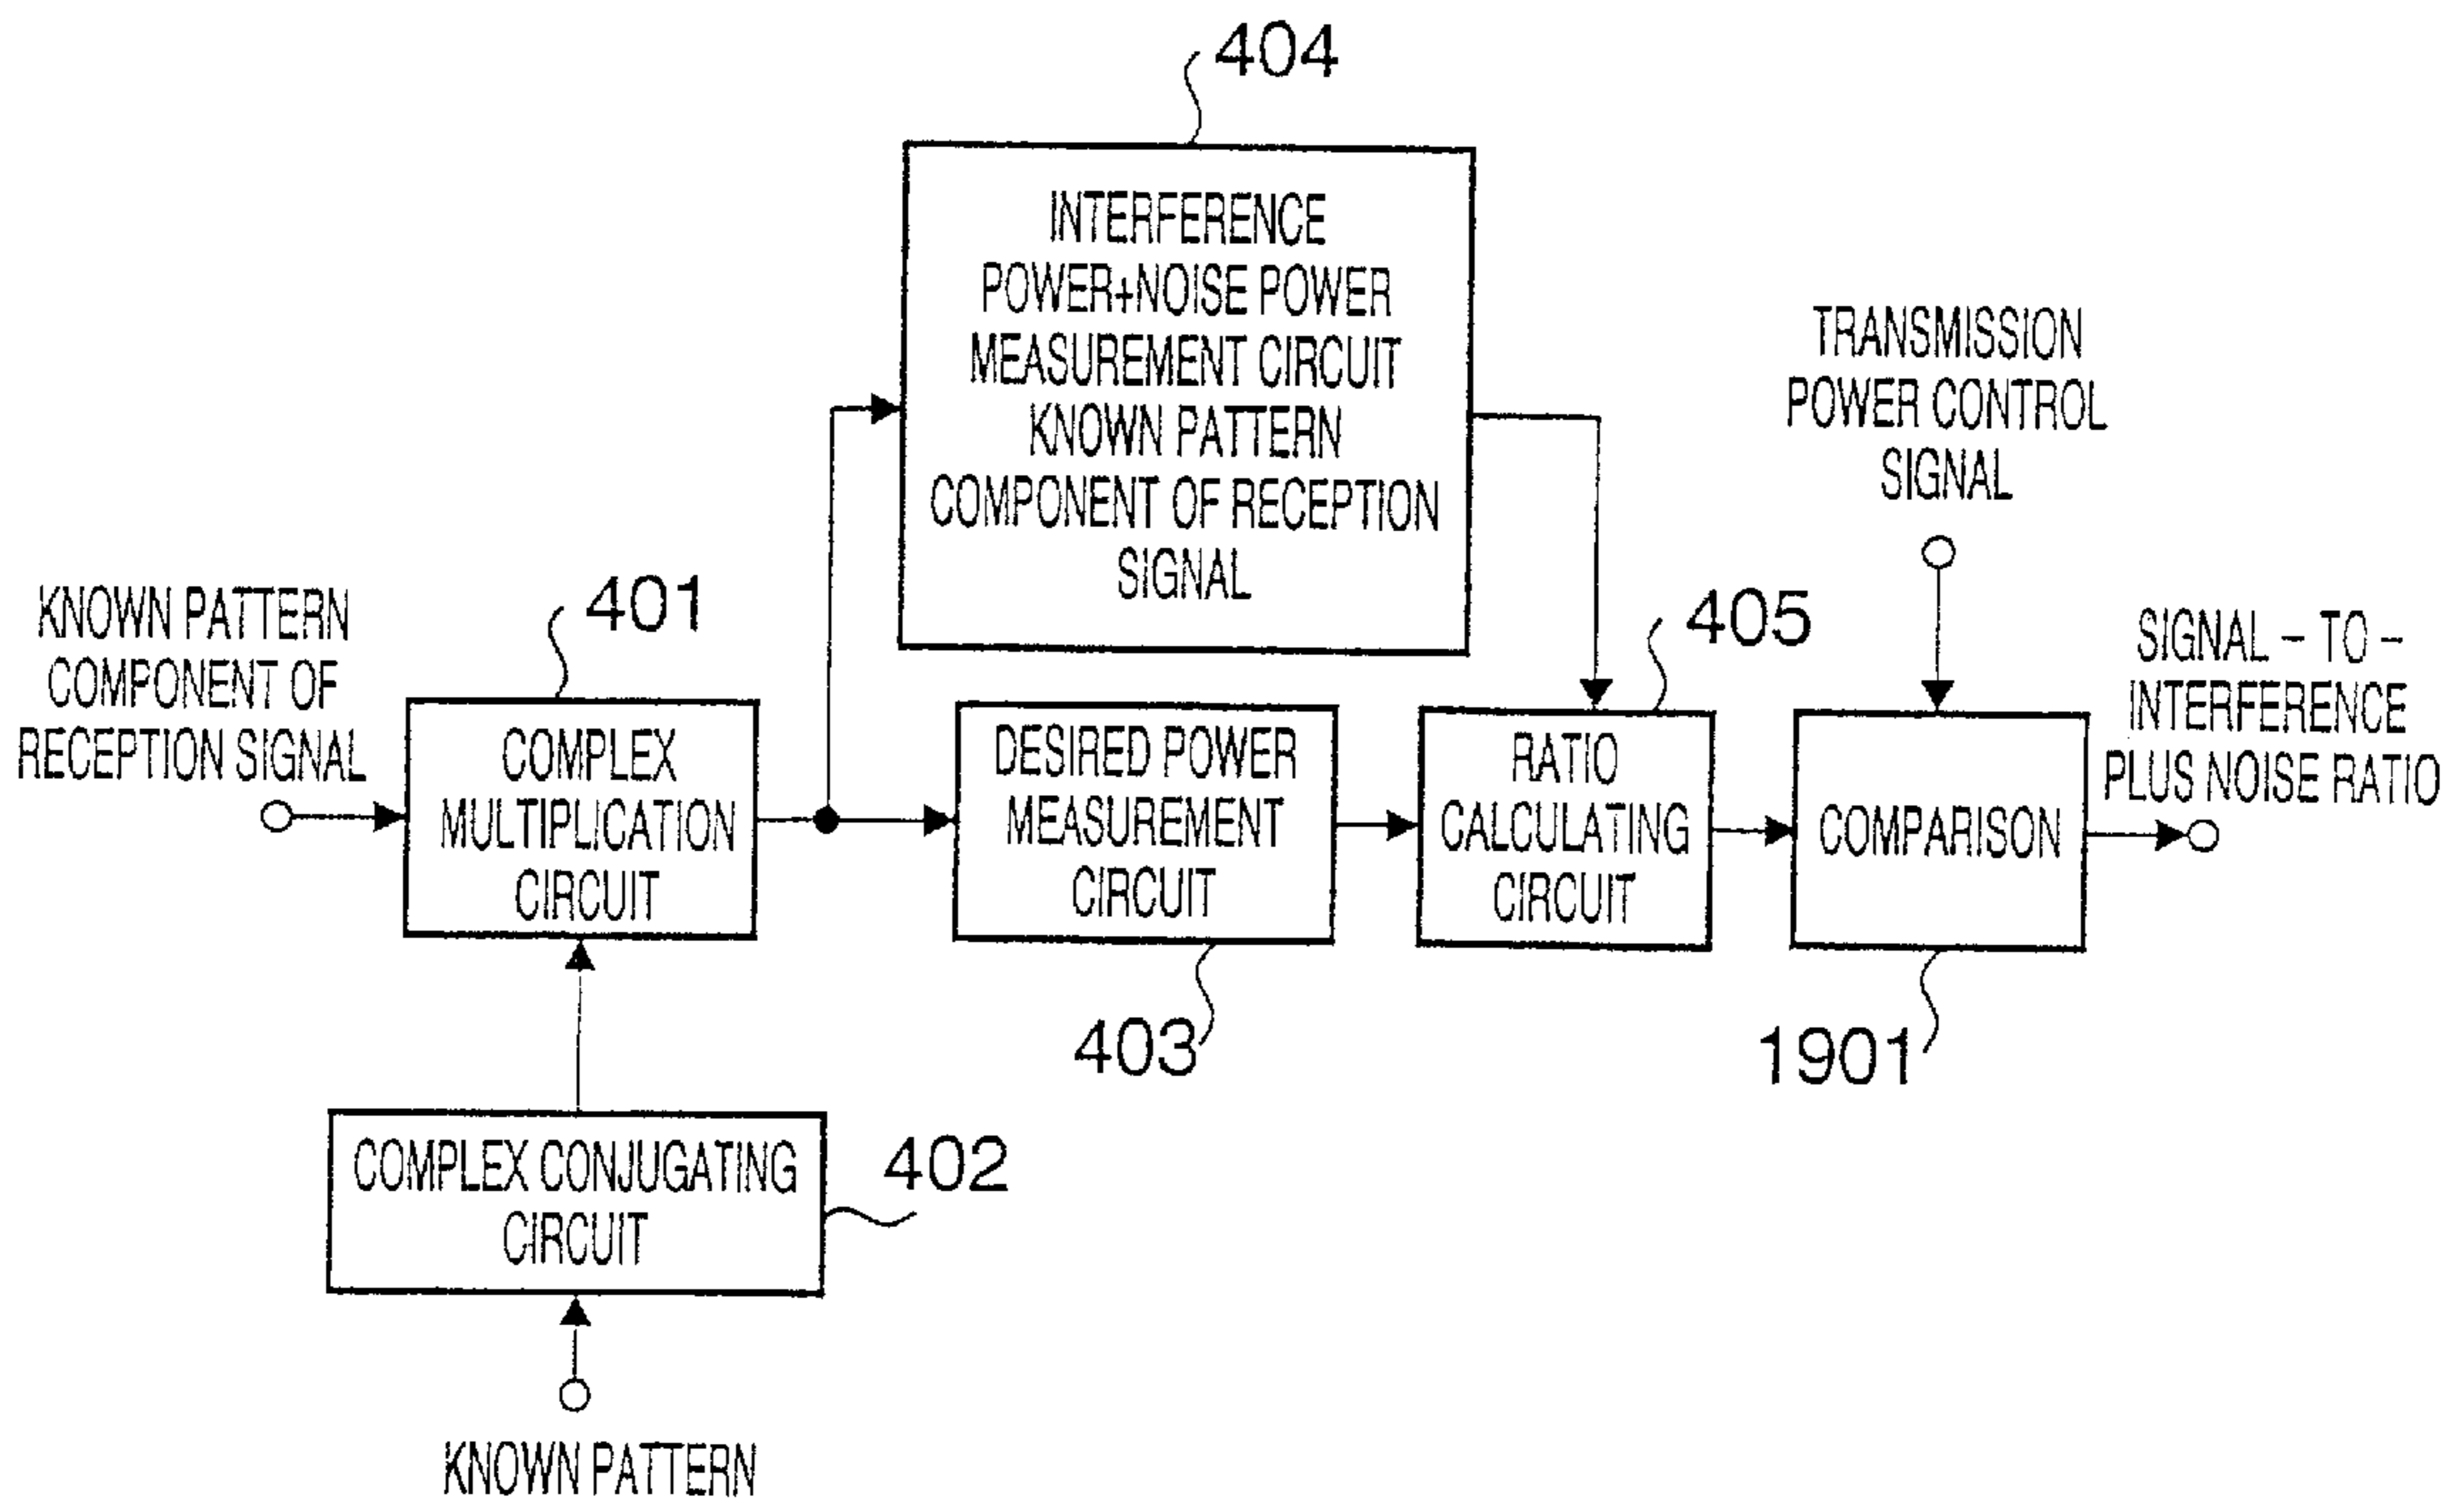 404
INTERFERENCE
POWER+NOISE POWER
MEASUREMENT CIRCUIT
KNOWN PATTERN
COMPONENT OF RECEPTION
SIGNAL
TRANSMISSION
POWER CONTROL
SIGNAL
KNOWN PATTERN
COMPONENT OF
RECEPTION SIGNAL
401
COMPLEX
MULTIPLICATION
CIRCUIT
DESIRED POWER
MEASUREMENT
CIRCUIT
403
405
RATIO
CALCULATING
CIRCUIT
COMPARISON
1901
SIGNAL – TO –
INTERFERENCE
PLUS NOISE RATIO
COMPLEX CONJUGATING
CIRCUIT
402
KNOWN PATTERN